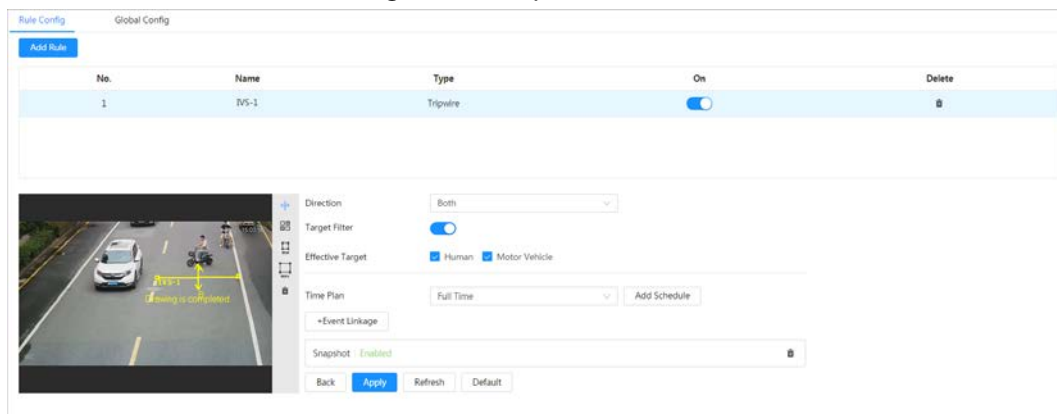 Rule Config Global Config
Add Rule
No. Name Type On Delete
1 IVS-1 Tripwire
Direction Both
Target Filter
Effective Target Human Motor Vehicle
IVS-1
Drawing is completed
Time Plan Full Time Add Schedule
+Event Linkage
Snapshot Enabled
Back Apply Refresh Default